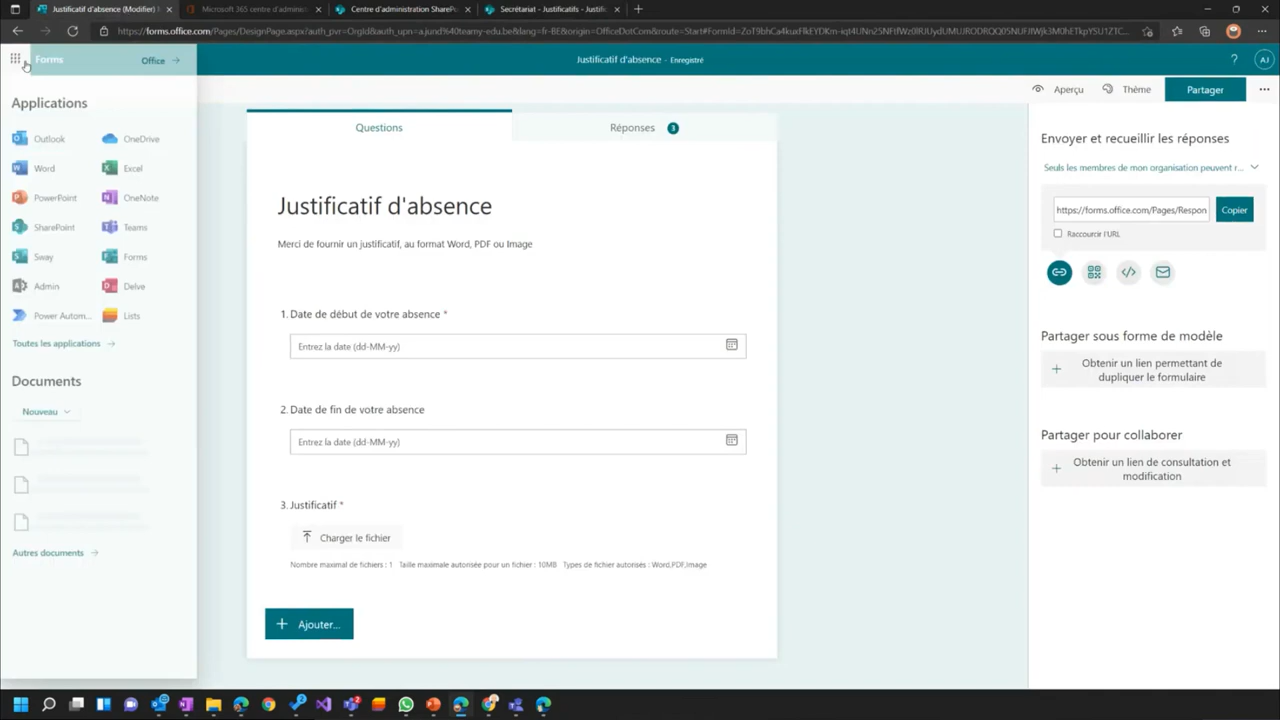 Justificatif d'absence (Modifier)
Microsoft 365 centre d'administ
Centre d'administration ShareP
Secrétariat - Justificatifs - Justific
Forms
Office
Justificatif d'absence - Enregistré
?
AJ
Applications
Outlook
OneDrive
Word
Excel
PowerPoint
OneNote
SharePoint
Teams
Sway
Forms
Admin
Delve
Power Autom...
Lists
Toutes les applications
Documents
Nouveau
Autres documents
Aperçu
Thème
Partager
Questions
Réponses
3
Justificatif d'absence
Merci de fournir un justificatif, au format Word, PDF ou Image
1. Date de début de votre absence *
Entrez la date (dd-MM-yy)
2. Date de fin de votre absence
Entrez la date (dd-MM-yy)
3. Justificatif *
Charger le fichier
Nombre maximal de fichiers : 1 Taille maximale autorisée pour un fichier : 10MB Types de fichier autorisés : Word,PDF,Image
Ajouter...
Envoyer et recueillir les réponses
Seuls les membres de mon organisation peuvent r...
https://forms.office.com/Pages/Respon
Copier
Raccourcir l'URL
Partager sous forme de modèle
Obtenir un lien permettant de
dupliquer le formulaire
Partager pour collaborer
Obtenir un lien de consultation et
modification